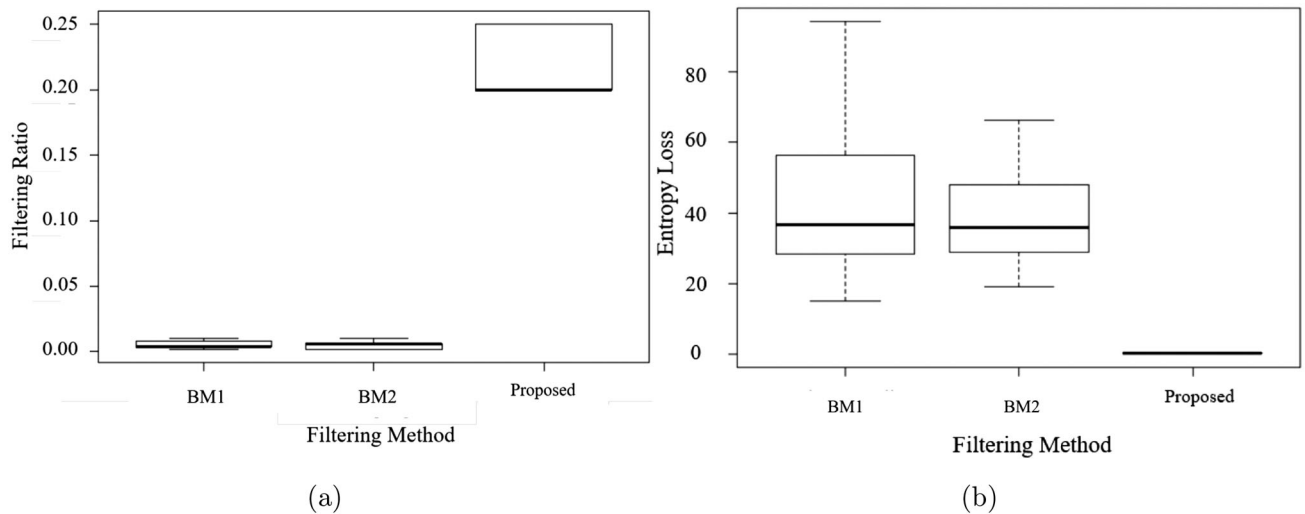 0.25
0.20
0.15
0.10
0.05
0.00
Filtering Ratio
BM1
BM2
Proposed
Filtering Method
(a)
80
60
40
20
0
Entropy Loss
BM1
BM2
Proposed
Filtering Method
(b)